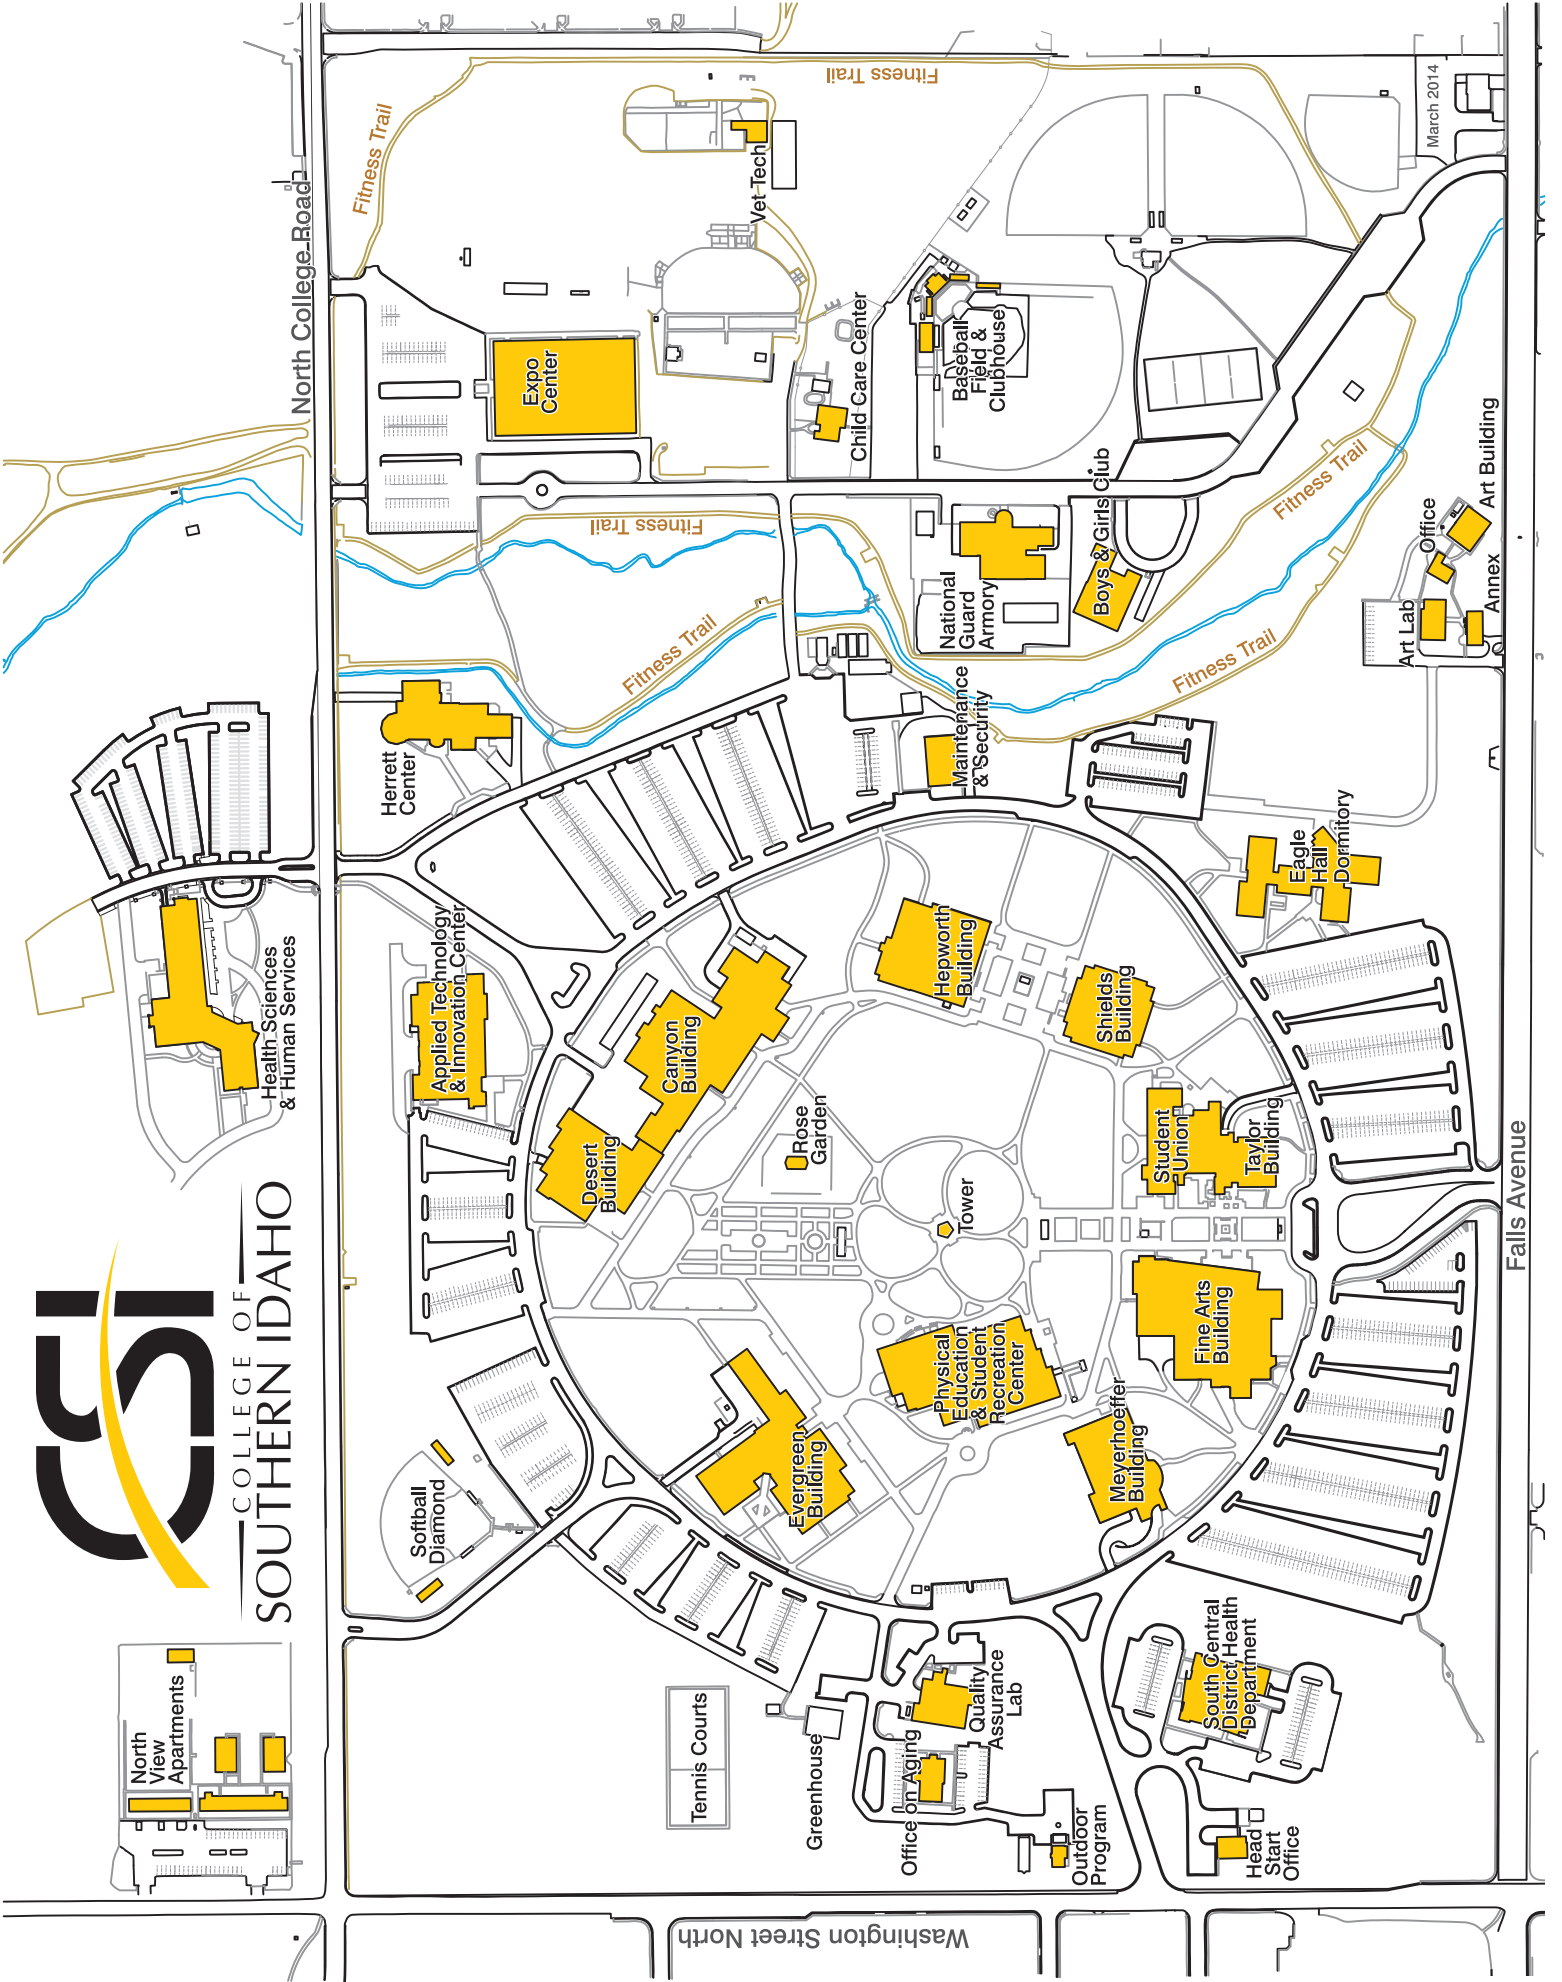 CSI
COLLEGE OF
SOUTHERN IDAHO
North
View
Apartments
Health Sciences
& Human Services
North College Road
Softball
Diamond
Applied Technology
& Innovation Center
Herrett
Center
Fitness Trail
Expo
Center
Desert
Building
Canyon
Building
Fitness Trail
Fitness Trail
Tennis Courts
Vet Tech
Greenhouse
Evergreen
Building
Rose
Garden
Child Care Center
Fitness Trail
Office on Aging
Quality
Assurance
Lab
Physical
Education
& Student
Recreation
Center
Tower
Hepworth
Building
Maintenance
& Security
National
Guard
Armory
Baseball
Field &
Clubhouse
Outdoor
Program
Meyerhoeffer
Building
Shields
Building
Boys & Girls Club
Student
Union
Taylor
Building
Fine Arts
Building
South Central
District Health
Department
Head
Start
Office
Eagle
Hall
Dormitory
Fitness Trail
Fitness Trail
Art Lab
Office
Annex
Art Building
March 2014
Falls Avenue
Washington Street North